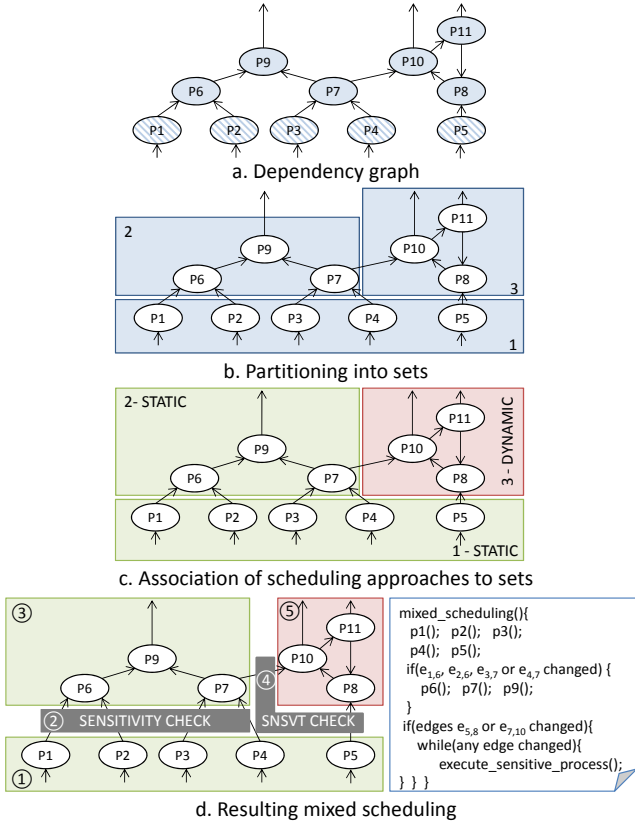 P11
P9
P10
P6
P7
P8
P1
P2
P3
P4
P5
a. Dependency graph
2
P11
P9
P10
P6
P7
P8
3
P1
P2
P3
P4
P5
1
b. Partitioning into sets
2- STATIC
P11
P9
P10
3 - DYNAMIC
P6
P7
P8
P1
P2
P3
P4
P5
1 - STATIC
c. Association of scheduling approaches to sets
③
⑤
P11
P9
P10
P6
P7
④
P8
② SENSITIVITY CHECK
SNSVT CHECK
P1
P2
P3
P4
P5
①
mixed_scheduling(){
p1(); p2(); p3();
p4(); p5();
if(e1,6, e2,6, e3,7 or e4,7 changed) {
p6(); p7(); p9();
}
if(edges e5,8 or e7,10 changed){
while(any edge changed){
execute_sensitive_process();
} } }
d. Resulting mixed scheduling